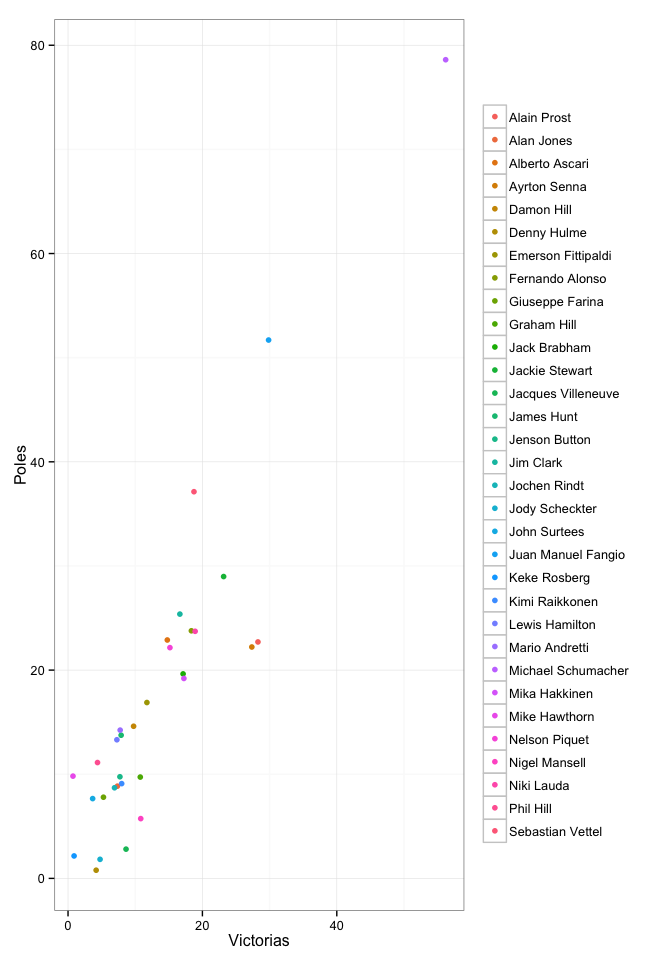 80
60
40
20
0
Poles
0 20 40
Victorias
Alain Prost
Alan Jones
Alberto Ascari
Ayrton Senna
Damon Hill
Denny Hulme
Emerson Fittipaldi
Fernando Alonso
Giuseppe Farina
Graham Hill
Jack Brabham
Jackie Stewart
Jacques Villeneuve
James Hunt
Jenson Button
Jim Clark
Jochen Rindt
Jody Scheckter
John Surtees
Juan Manuel Fangio
Keke Rosberg
Kimi Raikkonen
Lewis Hamilton
Mario Andretti
Michael Schumacher
Mika Hakkinen
Mike Hawthorn
Nelson Piquet
Nigel Mansell
Niki Lauda
Phil Hill
Sebastian Vettel